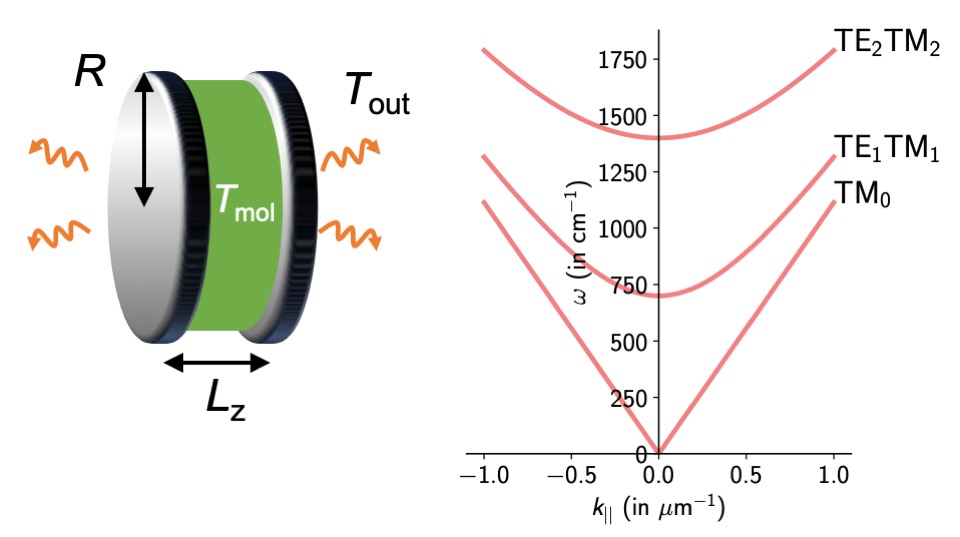 R
T_out
T_mol
L_z
TE₂TM₂
TE₁TM₁
TM₀
1750
1500
1250
1000
750
500
250
0
ω (in cm⁻¹)
−1.0 −0.5 0.0 0.5 1.0
k_|| (in μm⁻¹)